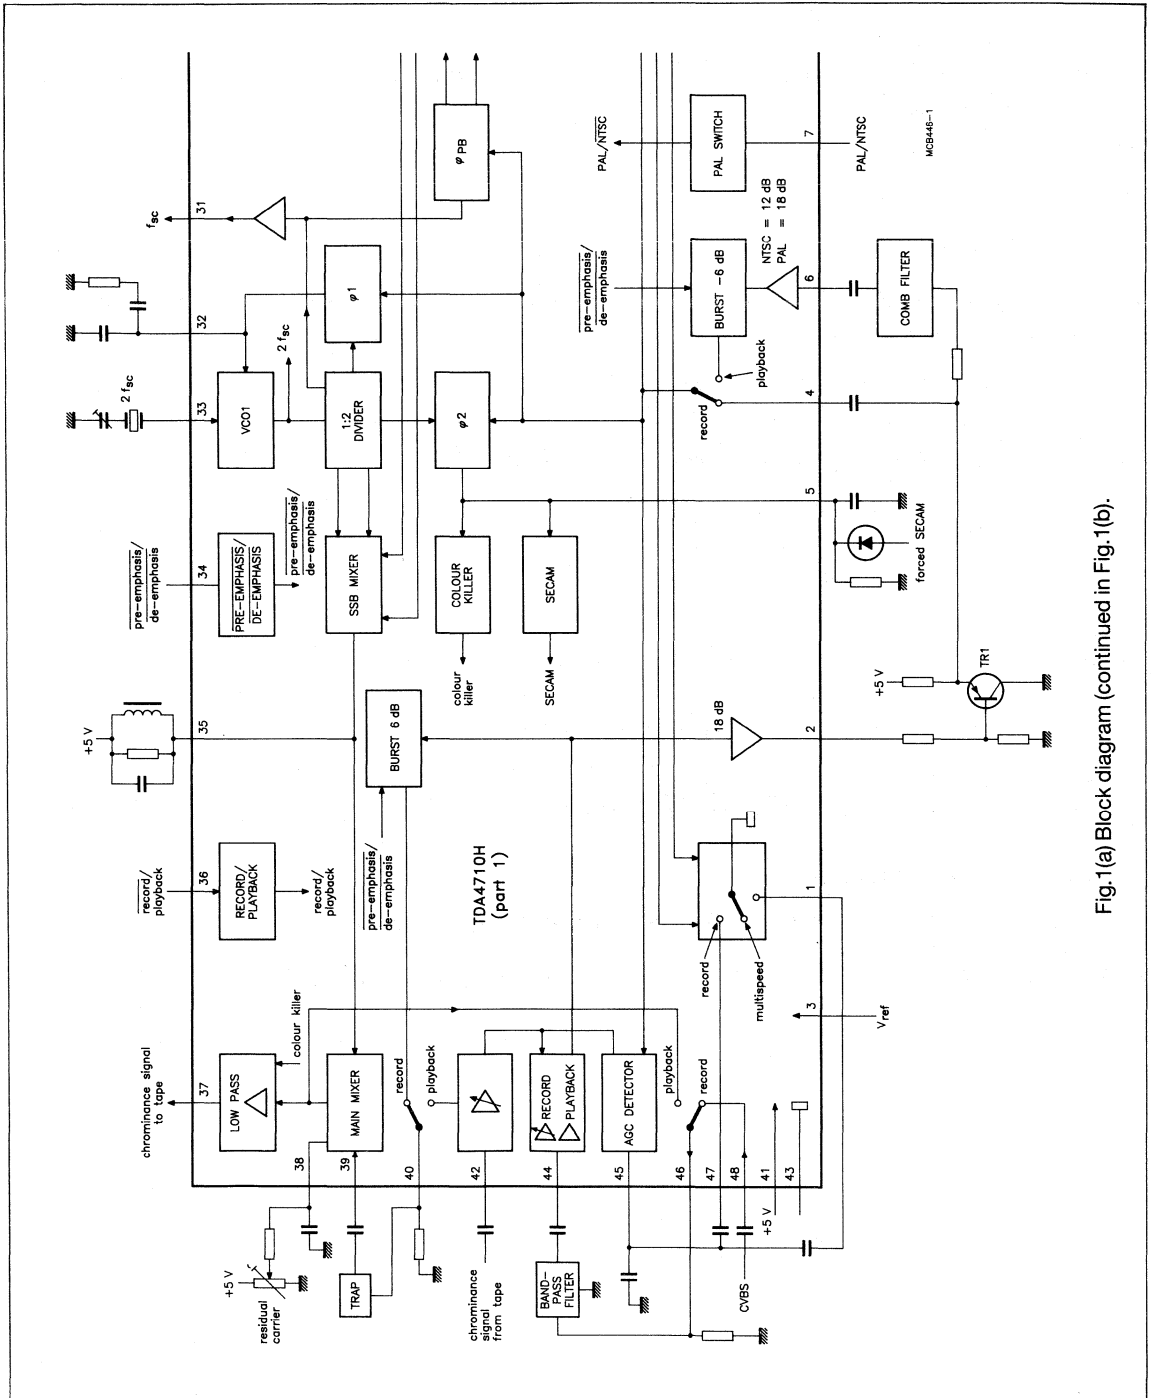 f_sc
31
32
2 f_sc
33
pre-emphasis/
de-emphasis
34
+5 V
35
record/
playback
36
chrominance signal
to tape
37
φ PB
φ1
2 f_sc
VCO1
1:2
DIVIDER
φ2
PRE-EMPHASIS/
DE-EMPHASIS
pre-emphasis/
de-emphasis
SSB MIXER
COLOUR
KILLER
colour
killer
SECAM
SECAM
BURST 6 dB
pre-emphasis/
de-emphasis
RECORD/
PLAYBACK
record/
playback
TDA4710H
(part 1)
LOW PASS
colour killer
MAIN MIXER
record
playback
RECORD
PLAYBACK
AGC DETECTOR
playback
record
38
39
40
42
44
45
46
47
48
41
43
+5 V
residual
carrier
TRAP
chrominance
signal
from tape
BAND-
PASS
FILTER
CVBS
+5 V
record
multispeed
1
3
V_ref
18 dB
2
+5 V
TR1
5
forced SECAM
record
playback
4
pre-emphasis/
de-emphasis
BURST -6 dB
NTSC = 12 dB
PAL = 18 dB
6
COMB FILTER
PAL/NTSC
PAL SWITCH
7
PAL/NTSC
MCB446-1
Fig.1(a) Block diagram (continued in Fig.1(b).